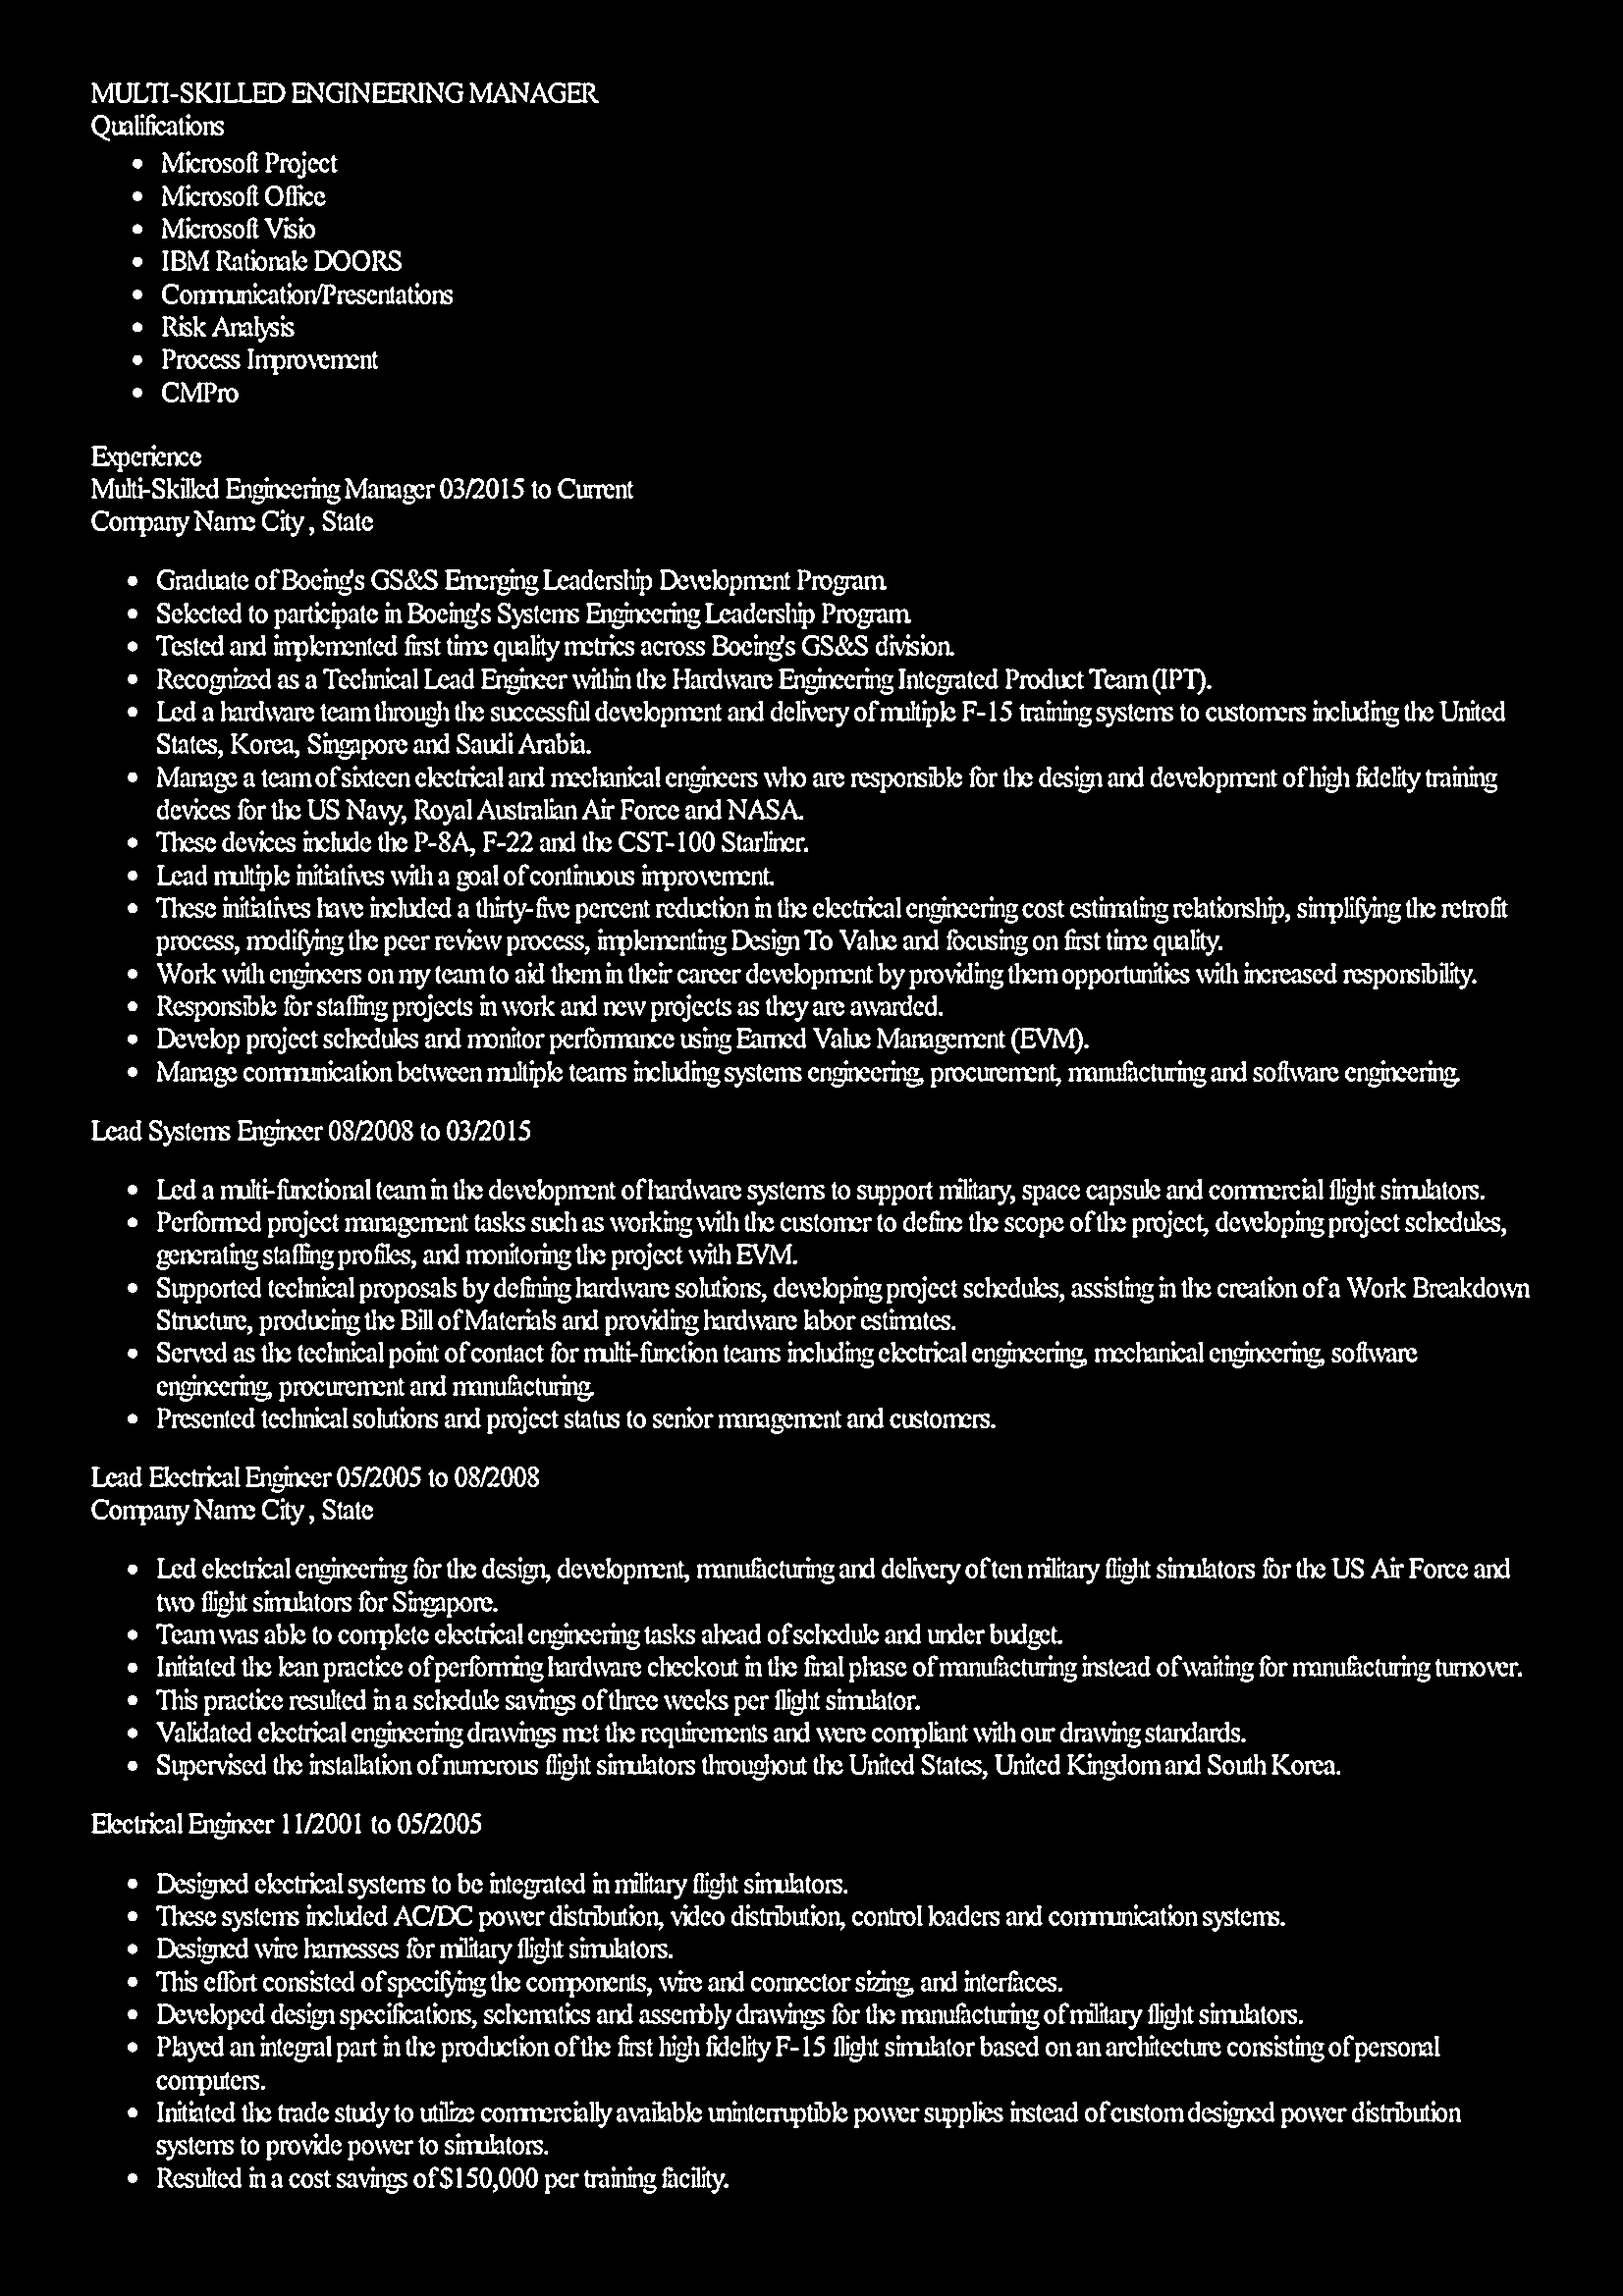 MULTI-SKILLED ENGINEERING MANAGER
Qualifications
• Microsoft Project
• Microsoft Office
• Microsoft Visio
• IBM Rationale DOORS
• Communication/Presentations
• Risk Analysis
• Process Improvement
• CMPro
Experience
Multi-Skilled Engineering Manager 03/2015 to Current
Company Name City , State
• Graduate of Boeing's GS&S Emerging Leadership Development Program.
• Selected to participate in Boeing's Systems Engineering Leadership Program.
• Tested and implemented first time quality metrics across Boeing's GS&S division.
• Recognized as a Technical Lead Engineer within the Hardware Engineering Integrated Product Team (IPT).
• Led a hardware team through the successful development and delivery of multiple F-15 training systems to customers including the United
States, Korea, Singapore and Saudi Arabia.
• Manage a team of sixteen electrical and mechanical engineers who are responsible for the design and development of high fidelity training
devices for the US Navy, Royal Australian Air Force and NASA.
• These devices include the P-8A, F-22 and the CST-100 Starliner.
• Lead multiple initiatives with a goal of continuous improvement.
• These initiatives have included a thirty-five percent reduction in the electrical engineering cost estimating relationship, simplifying the retrofit
process, modifying the peer review process, implementing Design To Value and focusing on first time quality.
• Work with engineers on my team to aid them in their career development by providing them opportunities with increased responsibility.
• Responsible for staffing projects in work and new projects as they are awarded.
• Develop project schedules and monitor performance using Earned Value Management (EVM).
• Manage communication between multiple teams including systems engineering, procurement, manufacturing and software engineering.
Lead Systems Engineer 08/2008 to 03/2015
• Led a multi-functional team in the development of hardware systems to support military, space capsule and commercial flight simulators.
• Performed project management tasks such as working with the customer to define the scope of the project, developing project schedules,
generating staffing profiles, and monitoring the project with EVM.
• Supported technical proposals by defining hardware solutions, developing project schedules, assisting in the creation of a Work Breakdown
Structure, producing the Bill of Materials and providing hardware labor estimates.
• Served as the technical point of contact for multi-function teams including electrical engineering, mechanical engineering, software
engineering, procurement and manufacturing.
• Presented technical solutions and project status to senior management and customers.
Lead Electrical Engineer 05/2005 to 08/2008
Company Name City , State
• Led electrical engineering for the design, development, manufacturing and delivery of ten military flight simulators for the US Air Force and
two flight simulators for Singapore.
• Team was able to complete electrical engineering tasks ahead of schedule and under budget.
• Initiated the lean practice of performing hardware checkout in the final phase of manufacturing instead of waiting for manufacturing turnover.
• This practice resulted in a schedule savings of three weeks per flight simulator.
• Validated electrical engineering drawings met the requirements and were compliant with our drawing standards.
• Supervised the installation of numerous flight simulators throughout the United States, United Kingdom and South Korea.
Electrical Engineer 11/2001 to 05/2005
• Designed electrical systems to be integrated in military flight simulators.
• These systems included AC/DC power distribution, video distribution, control loaders and communication systems.
• Designed wire harnesses for military flight simulators.
• This effort consisted of specifying the components, wire and connector sizing, and interfaces.
• Developed design specifications, schematics and assembly drawings for the manufacturing of military flight simulators.
• Played an integral part in the production of the first high fidelity F-15 flight simulator based on an architecture consisting of personal
computers.
• Initiated the trade study to utilize commercially available uninterruptible power supplies instead of custom designed power distribution
systems to provide power to simulators.
• Resulted in a cost savings of $150,000 per training facility.